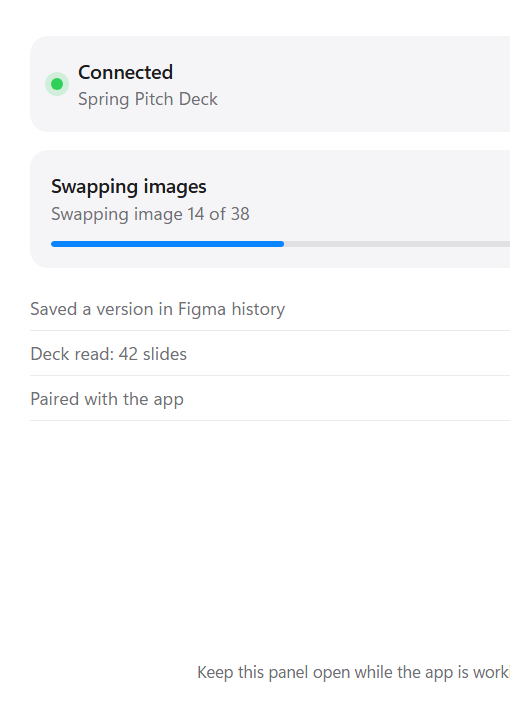 Connected
Spring Pitch Deck
Swapping images
Swapping image 14 of 38
Saved a version in Figma history
Deck read: 42 slides
Paired with the app
Keep this panel open while the app is